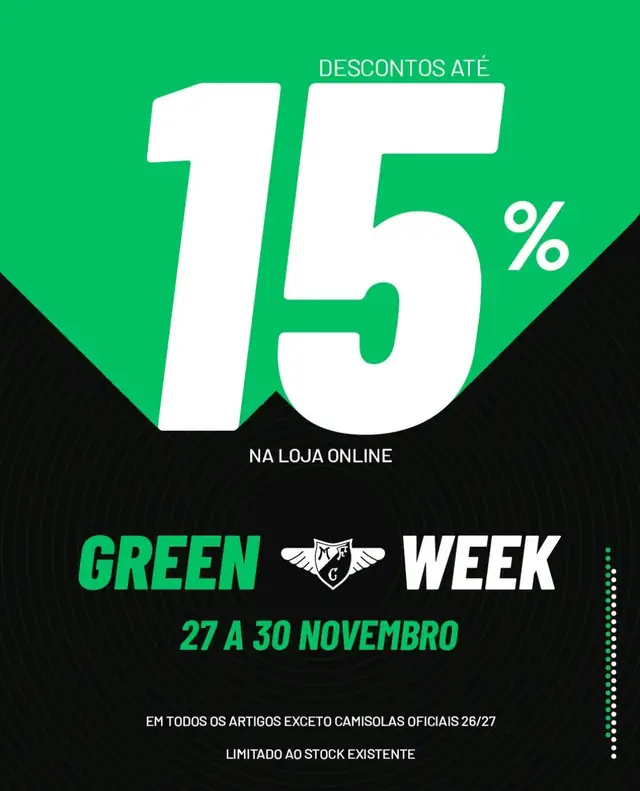 DESCONTOS ATÉ
15%
NA LOJA ONLINE
GREEN MFC WEEK
27 A 30 NOVEMBRO
EM TODOS OS ARTIGOS EXCETO CAMISOLAS OFICIAIS 26/27
LIMITADO AO STOCK EXISTENTE